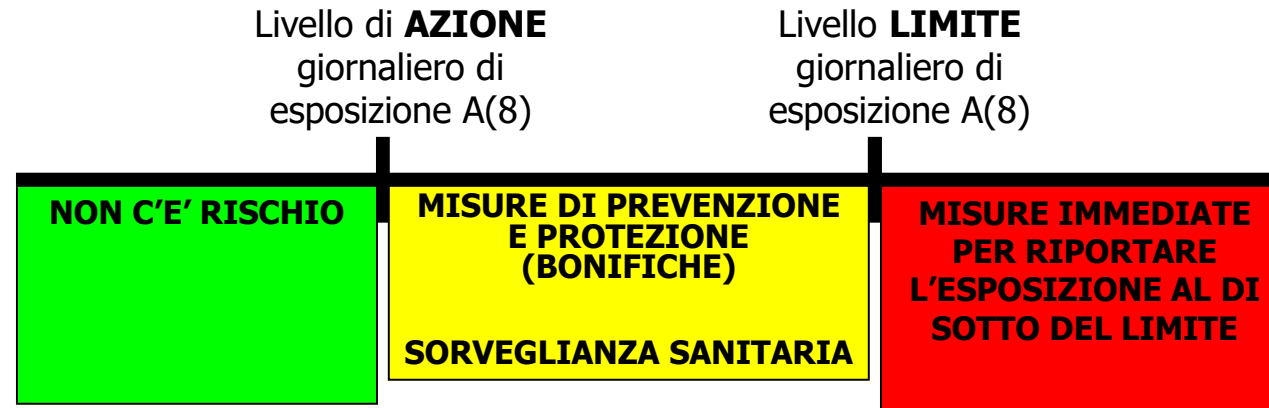 Livello di AZIONE
giornaliero di
esposizione A(8)
Livello LIMITE
giornaliero di
esposizione A(8)
NON C'E' RISCHIO
MISURE DI PREVENZIONE
E PROTEZIONE
(BONIFICHE)
SORVEGLIANZA SANITARIA
MISURE IMMEDIATE
PER RIPORTARE
L'ESPOSIZIONE AL DI
SOTTO DEL LIMITE